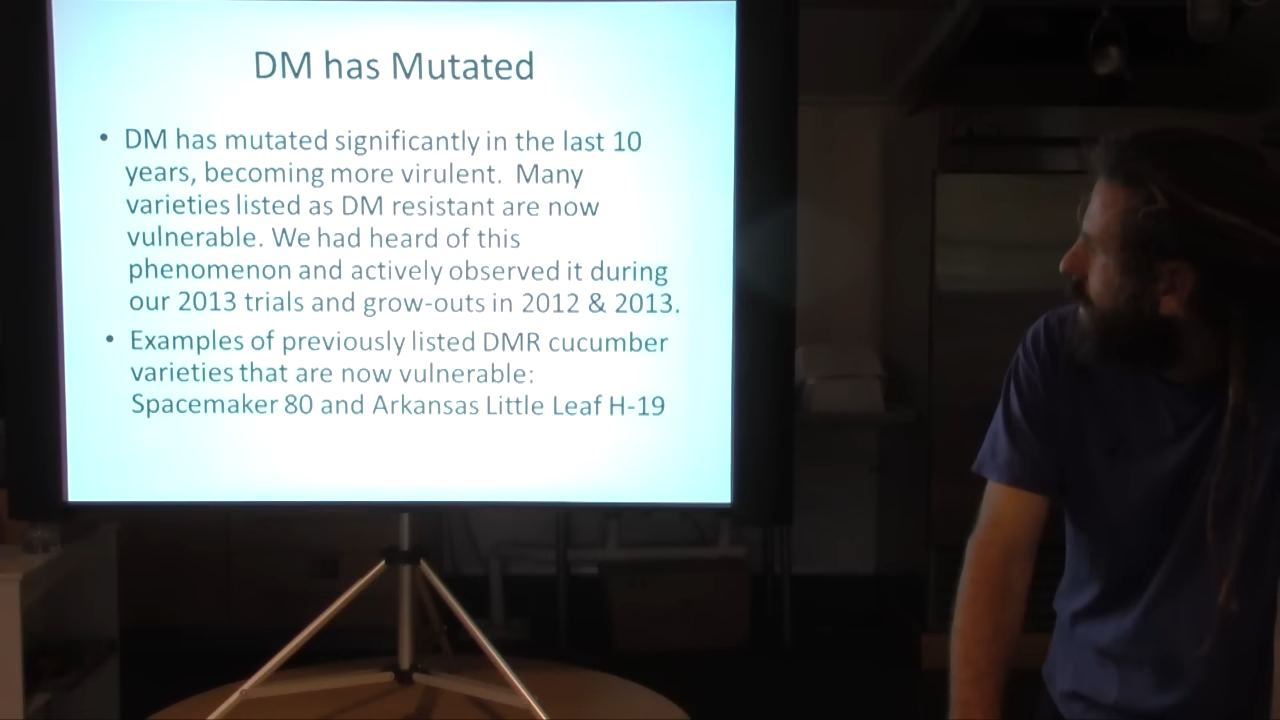 DM has Mutated
• DM has mutated significantly in the last 10
years, becoming more virulent.  Many
varieties listed as DM resistant are now
vulnerable. We had heard of this
phenomenon and actively observed it during
our 2013 trials and grow-outs in 2012 & 2013.
• Examples of previously listed DMR cucumber
varieties that are now vulnerable:
Spacemaker 80 and Arkansas Little Leaf H-19